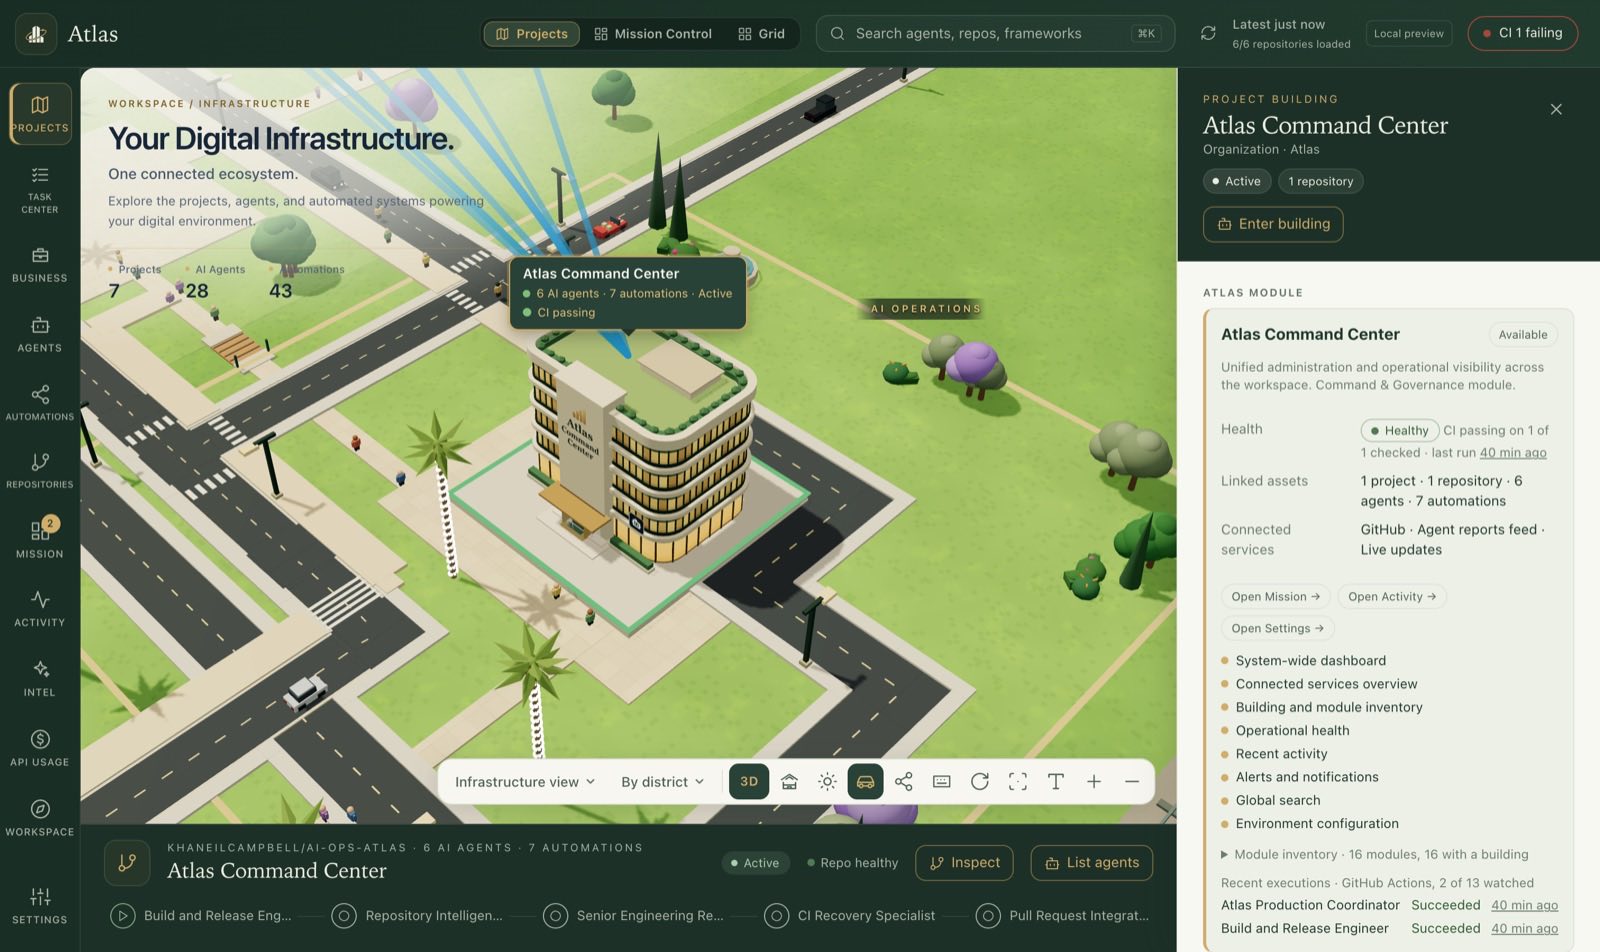 Atlas
Projects
Mission Control
Grid
Search agents, repos, frameworks
⌘K
Latest just now
6/6 repositories loaded
Local preview
CI 1 failing
PROJECTS
TASK
CENTER
BUSINESS
AGENTS
AUTOMATIONS
REPOSITORIES
2
MISSION
ACTIVITY
INTEL
API USAGE
WORKSPACE
SETTINGS
WORKSPACE / INFRASTRUCTURE
Your Digital Infrastructure.
One connected ecosystem.
Explore the projects, agents, and automated systems powering
your digital environment.
Projects
7
AI Agents
28
Automations
43
Atlas Command Center
6 AI agents · 7 automations · Active
CI passing
AI OPERATIONS
Atlas
Command
Center
Infrastructure view
By district
3D
KHANEILCAMPBELL/AI-OPS-ATLAS · 6 AI AGENTS · 7 AUTOMATIONS
Atlas Command Center
Active
Repo healthy
Inspect
List agents
Build and Release Eng...
Repository Intelligen...
Senior Engineering Re...
CI Recovery Specialist
Pull Request Integrat...
PROJECT BUILDING
Atlas Command Center
Organization · Atlas
Active
1 repository
Enter building
ATLAS MODULE
Atlas Command Center
Available
Unified administration and operational visibility across
the workspace. Command & Governance module.
Health
Healthy CI passing on 1 of
1 checked · last run 40 min ago
Linked assets
1 project · 1 repository · 6
agents · 7 automations
Connected
services
GitHub · Agent reports feed ·
Live updates
Open Mission →
Open Activity →
Open Settings →
System-wide dashboard
Connected services overview
Building and module inventory
Operational health
Recent activity
Alerts and notifications
Global search
Environment configuration
Module inventory · 16 modules, 16 with a building
Recent executions · GitHub Actions, 2 of 13 watched
Atlas Production Coordinator Succeeded 40 min ago
Build and Release Engineer Succeeded 40 min ago